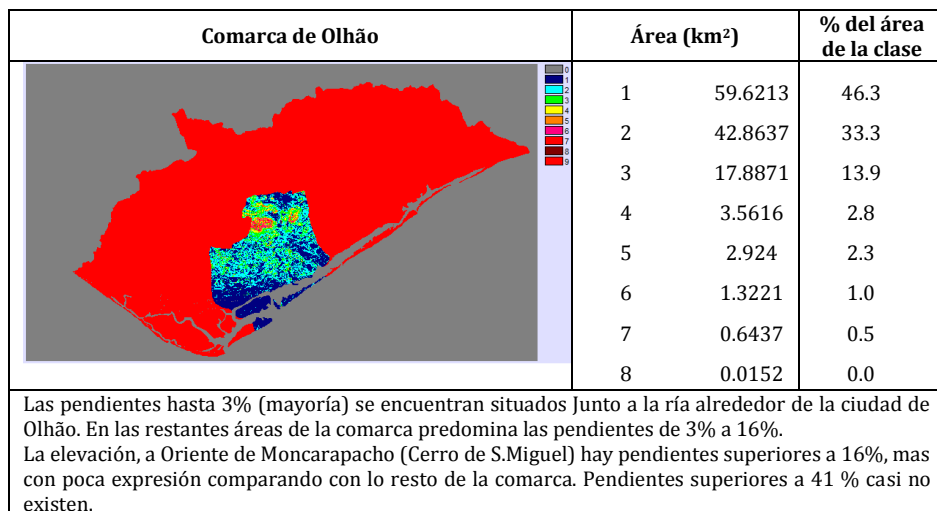 Comarca de Olhão
Área (km²)
% del área
de la clase
0
1
2
3
4
5
6
7
8
9
1 59.6213 46.3
2 42.8637 33.3
3 17.8871 13.9
4 3.5616 2.8
5 2.924 2.3
6 1.3221 1.0
7 0.6437 0.5
8 0.0152 0.0
Las pendientes hasta 3% (mayoría) se encuentran situados Junto a la ría alrededor de la ciudad de
Olhão. En las restantes áreas de la comarca predomina las pendientes de 3% a 16%.
La elevación, a Oriente de Moncarapacho (Cerro de S.Miguel) hay pendientes superiores a 16%, mas
con poca expresión comparando con lo resto de la comarca. Pendientes superiores a 41 % casi no
existen.